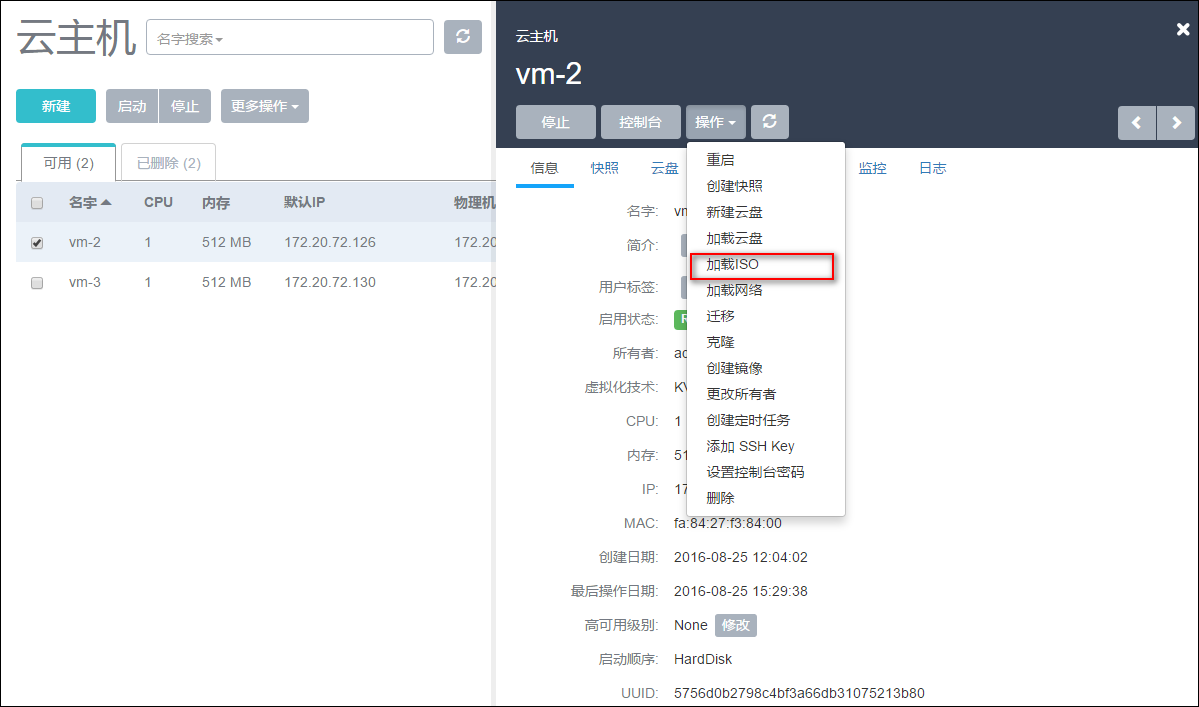 云主机
名字搜索
新建
启动
停止
更多操作
可用 (2)
已删除 (2)
名字 CPU 内存 默认IP 物理机
vm-2 1 512 MB 172.20.72.126 172.20
vm-3 1 512 MB 172.20.72.130 172.20
云主机
vm-2
停止
控制台
操作
信息
快照
云盘
监控
日志
重启
创建快照
新建云盘
加载云盘
加载ISO
加载网络
迁移
克隆
创建镜像
更改所有者
创建定时任务
添加 SSH Key
设置控制台密码
删除
名字:
简介:
用户标签:
启用状态:
所有者:
虚拟化技术:
CPU: 1
内存: 51
IP: 17
MAC: fa:84:27:f3:84:00
创建日期: 2016-08-25 12:04:02
最后操作日期: 2016-08-25 15:29:38
高可用级别: None 修改
启动顺序: HardDisk
UUID: 5756d0b2798c4bf3a66db31075213b80